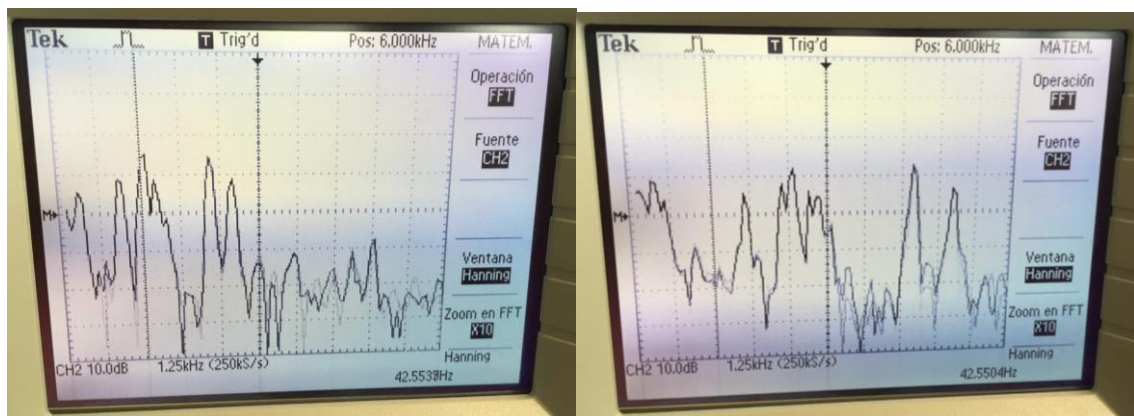 Tek T Trig'd Pos: 6.000kHz MATEM.
Operación
FFT
Fuente
CH2
M
Ventana
Hanning
Zoom en FFT
X10
Hanning
CH2 10.0dB 1.25kHz (250kS/s)
Tek T Trig'd Pos: 6.000kHz MATEM.
Operación
FFT
Fuente
CH2
M
Ventana
Hanning
Zoom en FFT
X10
Hanning
CH2 10.0dB 1.25kHz (250kS/s)
42.5504Hz